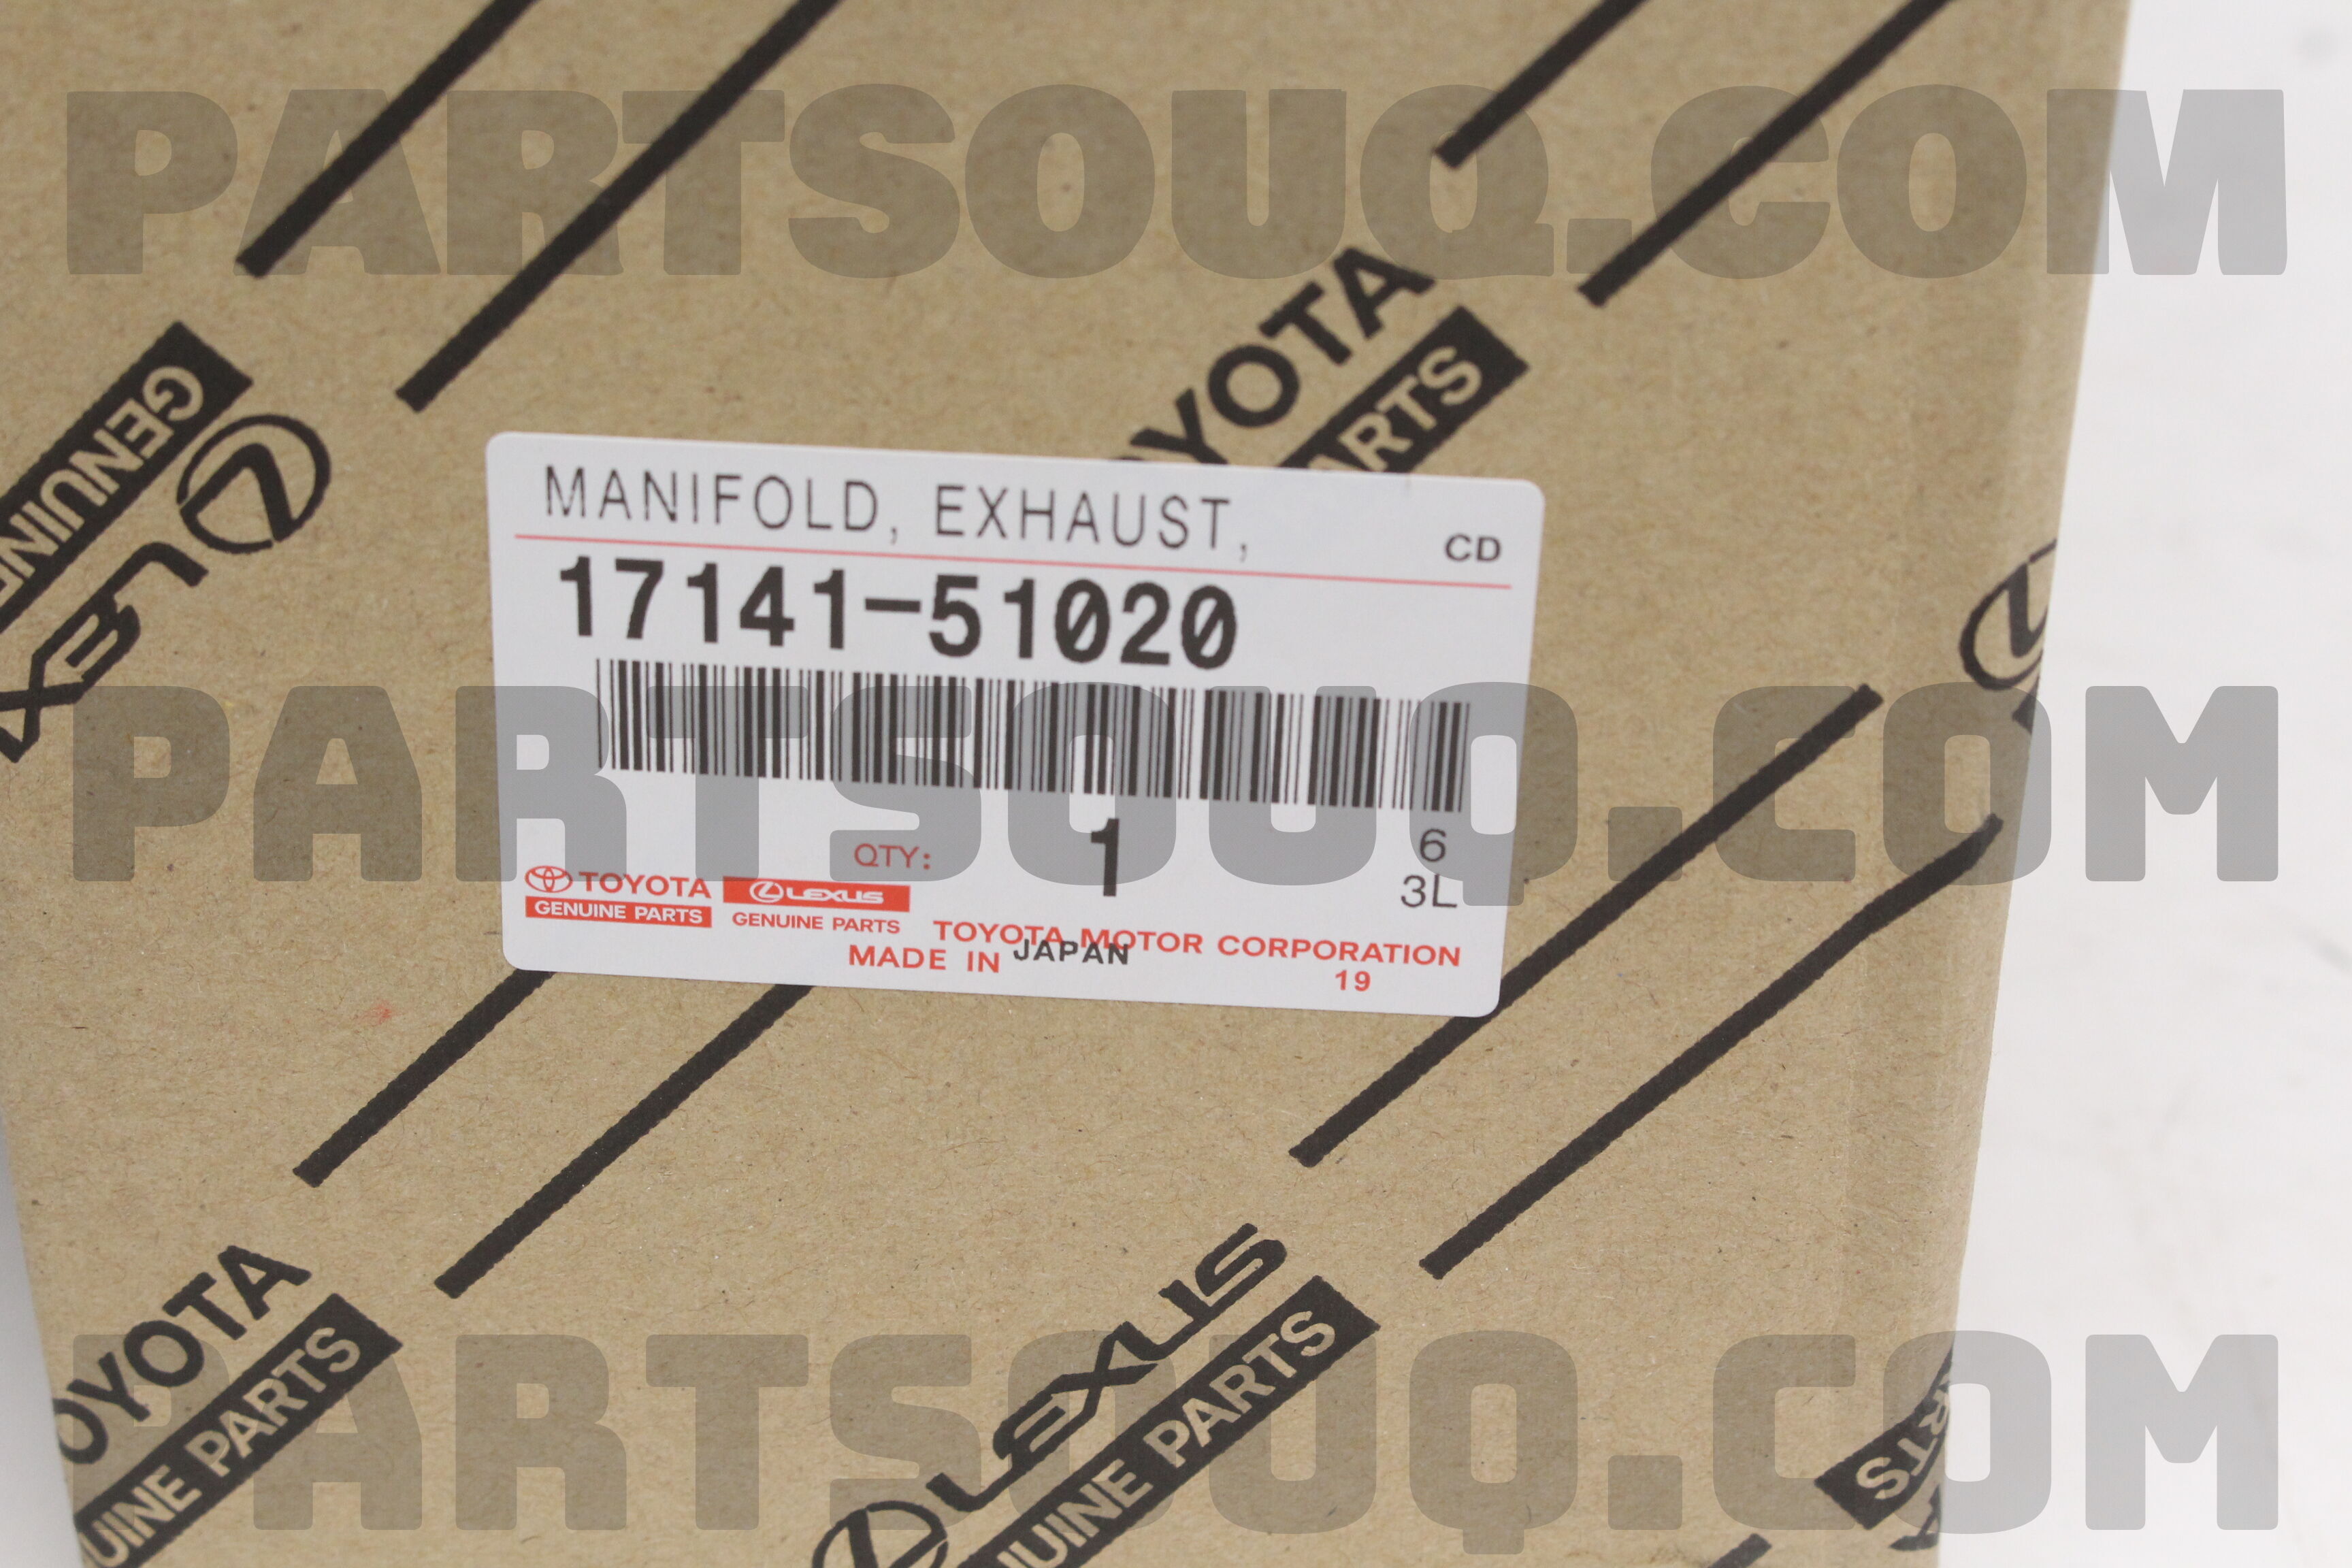 PARTSOUQ.COM
TOYOTA
PARTS
GENUINE
LEX
MANIFOLD, EXHAUST,
CD
17141-51020
PARTSOUQ.COM
QTY: 1
6
3L
TOYOTA
GENUINE PARTS
LEXUS
GENUINE PARTS
TOYOTA MOTOR CORPORATION
MADE IN JAPAN
19
TOYOTA
GENUINE PARTS
LEXUS
GENUINE PARTS
PARTS
PARTSOUQ.COM